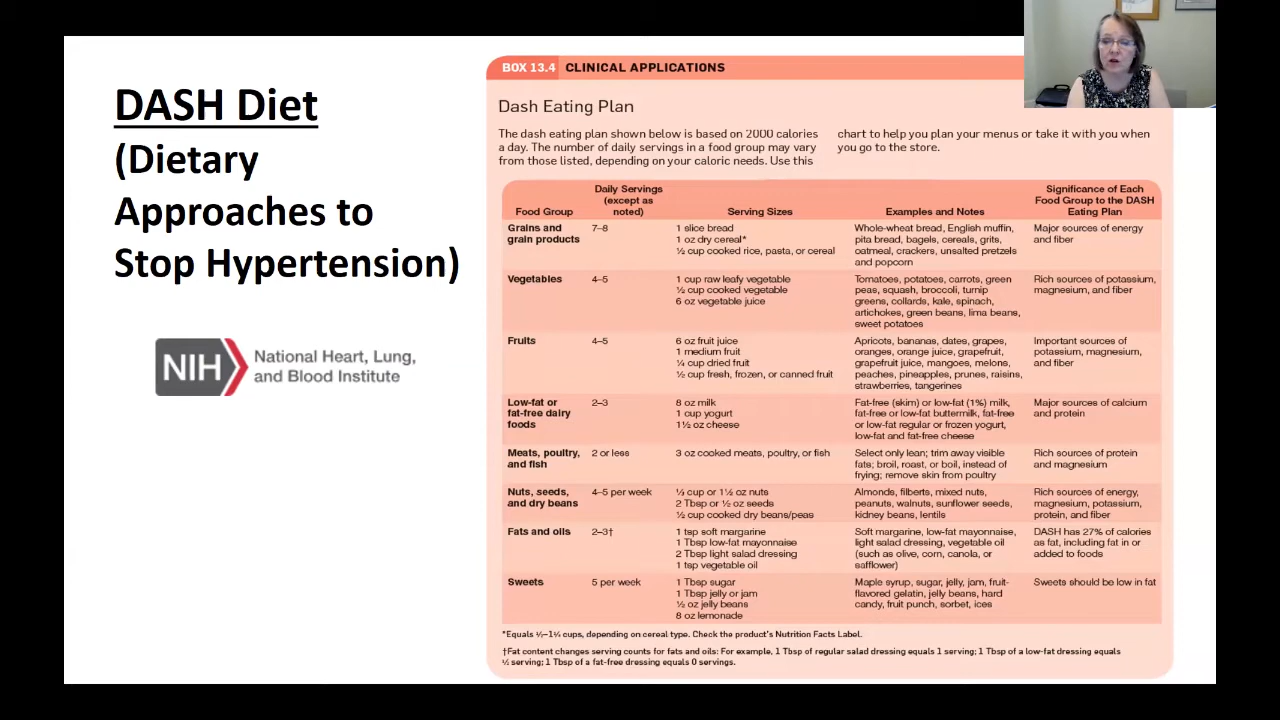 DASH Diet
(Dietary
Approaches to
Stop Hypertension)
NIH
National Heart, Lung,
and Blood Institute
BOX 13.4 CLINICAL APPLICATIONS
Dash Eating Plan
The dash eating plan shown below is based on 2000 calories
a day. The number of daily servings in a food group may vary
from those listed, depending on your caloric needs. Use this
chart to help you plan your menus or take it with you when
you go to the store.
Food Group
Daily Servings
(except as
noted)
Serving Sizes
Examples and Notes
Significance of Each
Food Group to the DASH
Eating Plan
Grains and
grain products
7–8
1 slice bread
1 oz dry cereal*
½ cup cooked rice, pasta, or cereal
Whole-wheat bread, English muffin,
pita bread, bagels, cereals, grits,
oatmeal, crackers, unsalted pretzels
and popcorn
Major sources of energy
and fiber
Vegetables
4–5
1 cup raw leafy vegetable
½ cup cooked vegetable
6 oz vegetable juice
Tomatoes, potatoes, carrots, green
peas, squash, broccoli, turnip
greens, collards, kale, spinach,
artichokes, green beans, lima beans,
sweet potatoes
Rich sources of potassium,
magnesium, and fiber
Fruits
4–5
6 oz fruit juice
1 medium fruit
¼ cup dried fruit
½ cup fresh, frozen, or canned fruit
Apricots, bananas, dates, grapes,
oranges, orange juice, grapefruit,
grapefruit juice, mangoes, melons,
peaches, pineapples, prunes, raisins,
strawberries, tangerines
Important sources of
potassium, magnesium,
and fiber
Low-fat or
fat-free dairy
foods
2–3
8 oz milk
1 cup yogurt
1½ oz cheese
Fat-free (skim) or low-fat (1%) milk,
fat-free or low-fat buttermilk, fat-free
or low-fat regular or frozen yogurt,
low-fat and fat-free cheese
Major sources of calcium
and protein
Meats, poultry,
and fish
2 or less
3 oz cooked meats, poultry, or fish
Select only lean; trim away visible
fats; broil, roast, or boil, instead of
frying; remove skin from poultry
Rich sources of protein
and magnesium
Nuts, seeds,
and dry beans
4–5 per week
⅓ cup or 1½ oz nuts
2 Tbsp or ½ oz seeds
½ cup cooked dry beans/peas
Almonds, filberts, mixed nuts,
peanuts, walnuts, sunflower seeds,
kidney beans, lentils
Rich sources of energy,
magnesium, potassium,
protein, and fiber
Fats and oils
2–3†
1 tsp soft margarine
1 Tbsp low-fat mayonnaise
2 Tbsp light salad dressing
1 tsp vegetable oil
Soft margarine, low-fat mayonnaise,
light salad dressing, vegetable oil
(such as olive, corn, canola, or
safflower)
DASH has 27% of calories
as fat, including fat in or
added to foods
Sweets
5 per week
1 Tbsp sugar
1 Tbsp jelly or jam
½ oz jelly beans
8 oz lemonade
Maple syrup, sugar, jelly, jam, fruit-
flavored gelatin, jelly beans, hard
candy, fruit punch, sorbet, ices
Sweets should be low in fat
*Equals ½–1¼ cups, depending on cereal type. Check the product's Nutrition Facts Label.
†Fat content changes serving counts for fats and oils: For example, 1 Tbsp of regular salad dressing equals 1 serving; 1 Tbsp of a low-fat dressing equals
½ serving; 1 Tbsp of a fat-free dressing equals 0 servings.